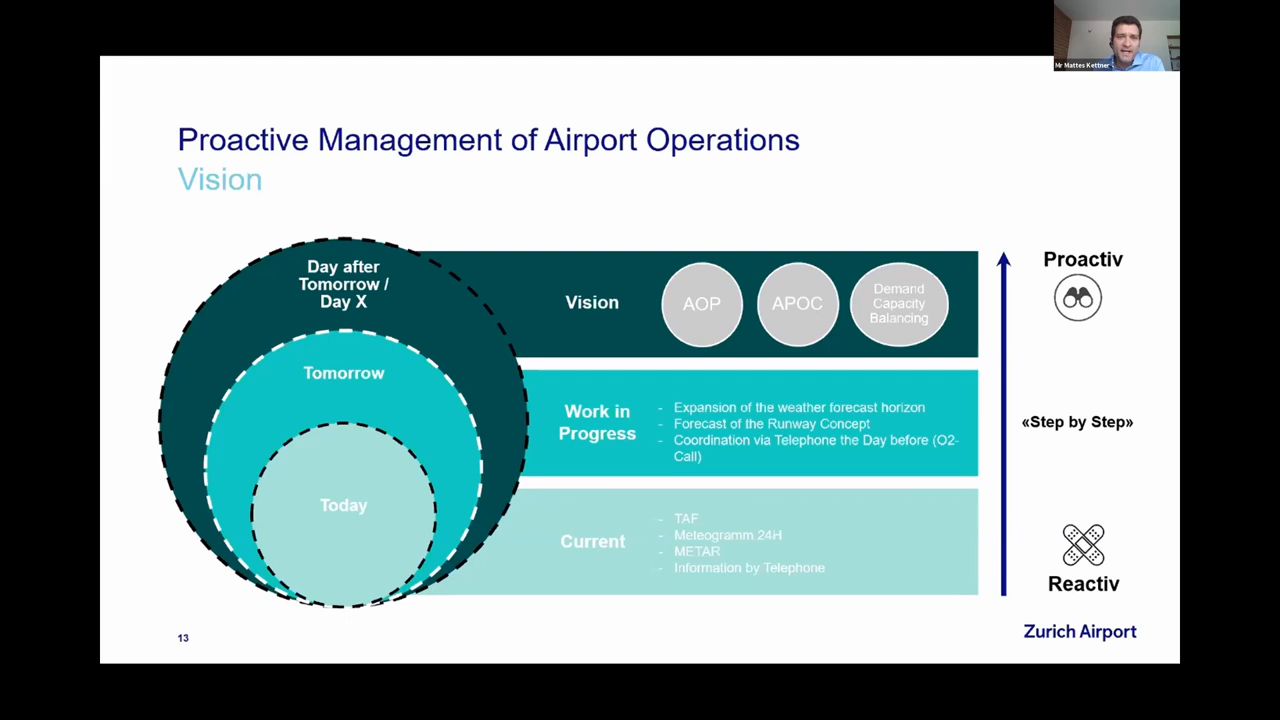 Mr Mattes Kettner
Proactive Management of Airport Operations
Vision
Day after
Tomorrow /
Day X
Tomorrow
Today
Vision
AOP
APOC
Demand
Capacity
Balancing
Work in
Progress
- Expansion of the weather forecast horizon
- Forecast of the Runway Concept
- Coordination via Telephone the Day before (O2-
Call)
Current
- TAF
- Meteogramm 24H
- METAR
- Information by Telephone
Proactiv
«Step by Step»
Reactiv
13
Zurich Airport